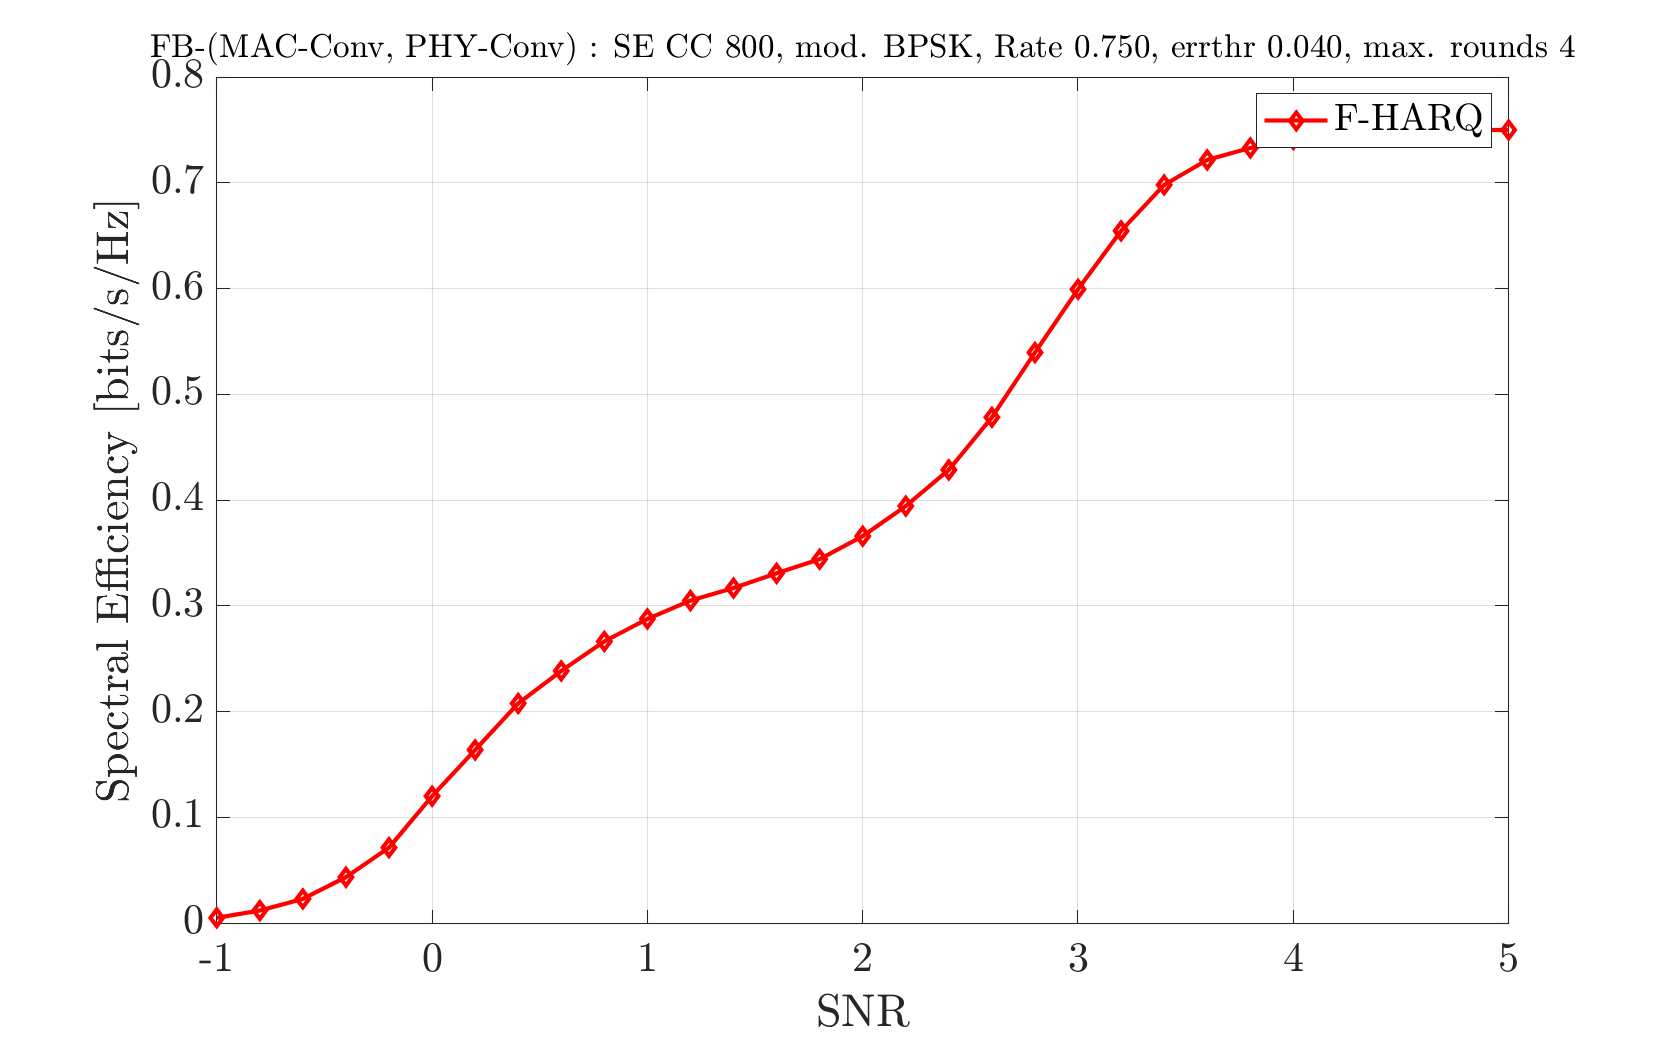 FB-(MAC-Conv, PHY-Conv) : SE CC 800, mod. BPSK, Rate 0.750, errthr 0.040, max. rounds 4
0.8
0.7
0.6
0.5
0.4
0.3
0.2
0.1
0
Spectral Efficiency [bits/s/Hz]
F-HARQ
-1 0 1 2 3 4 5
SNR